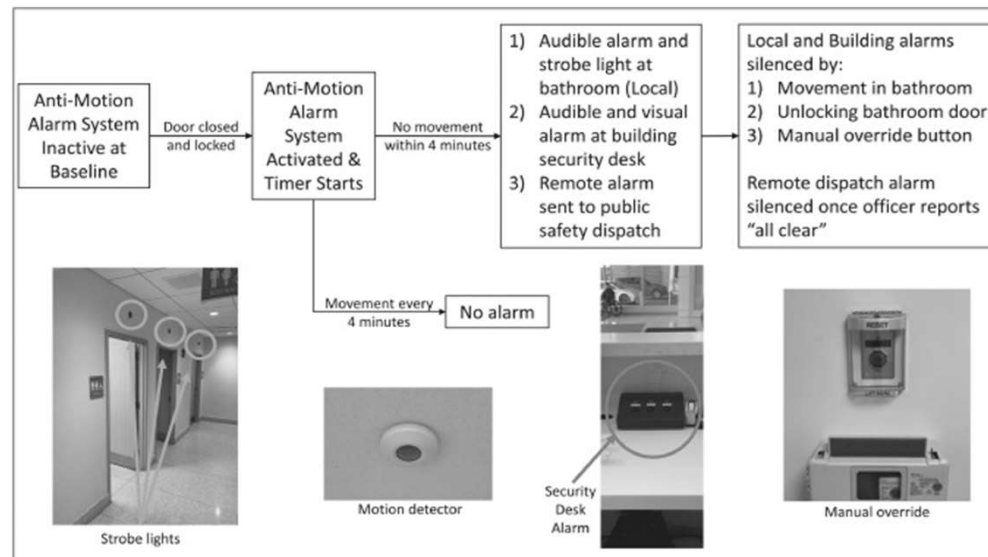 Anti-Motion
Alarm System
Inactive at
Baseline
Door closed
and locked
Anti-Motion
Alarm
System
Activated &
Timer Starts
No movement
within 4 minutes
1) Audible alarm and
strobe light at
bathroom (Local)
2) Audible and visual
alarm at building
security desk
3) Remote alarm
sent to public
safety dispatch
Local and Building alarms
silenced by:
1) Movement in bathroom
2) Unlocking bathroom door
3) Manual override button
Remote dispatch alarm
silenced once officer reports
“all clear”
Movement every
4 minutes
No alarm
Strobe lights
Motion detector
Security
Desk
Alarm
RESET
Manual override